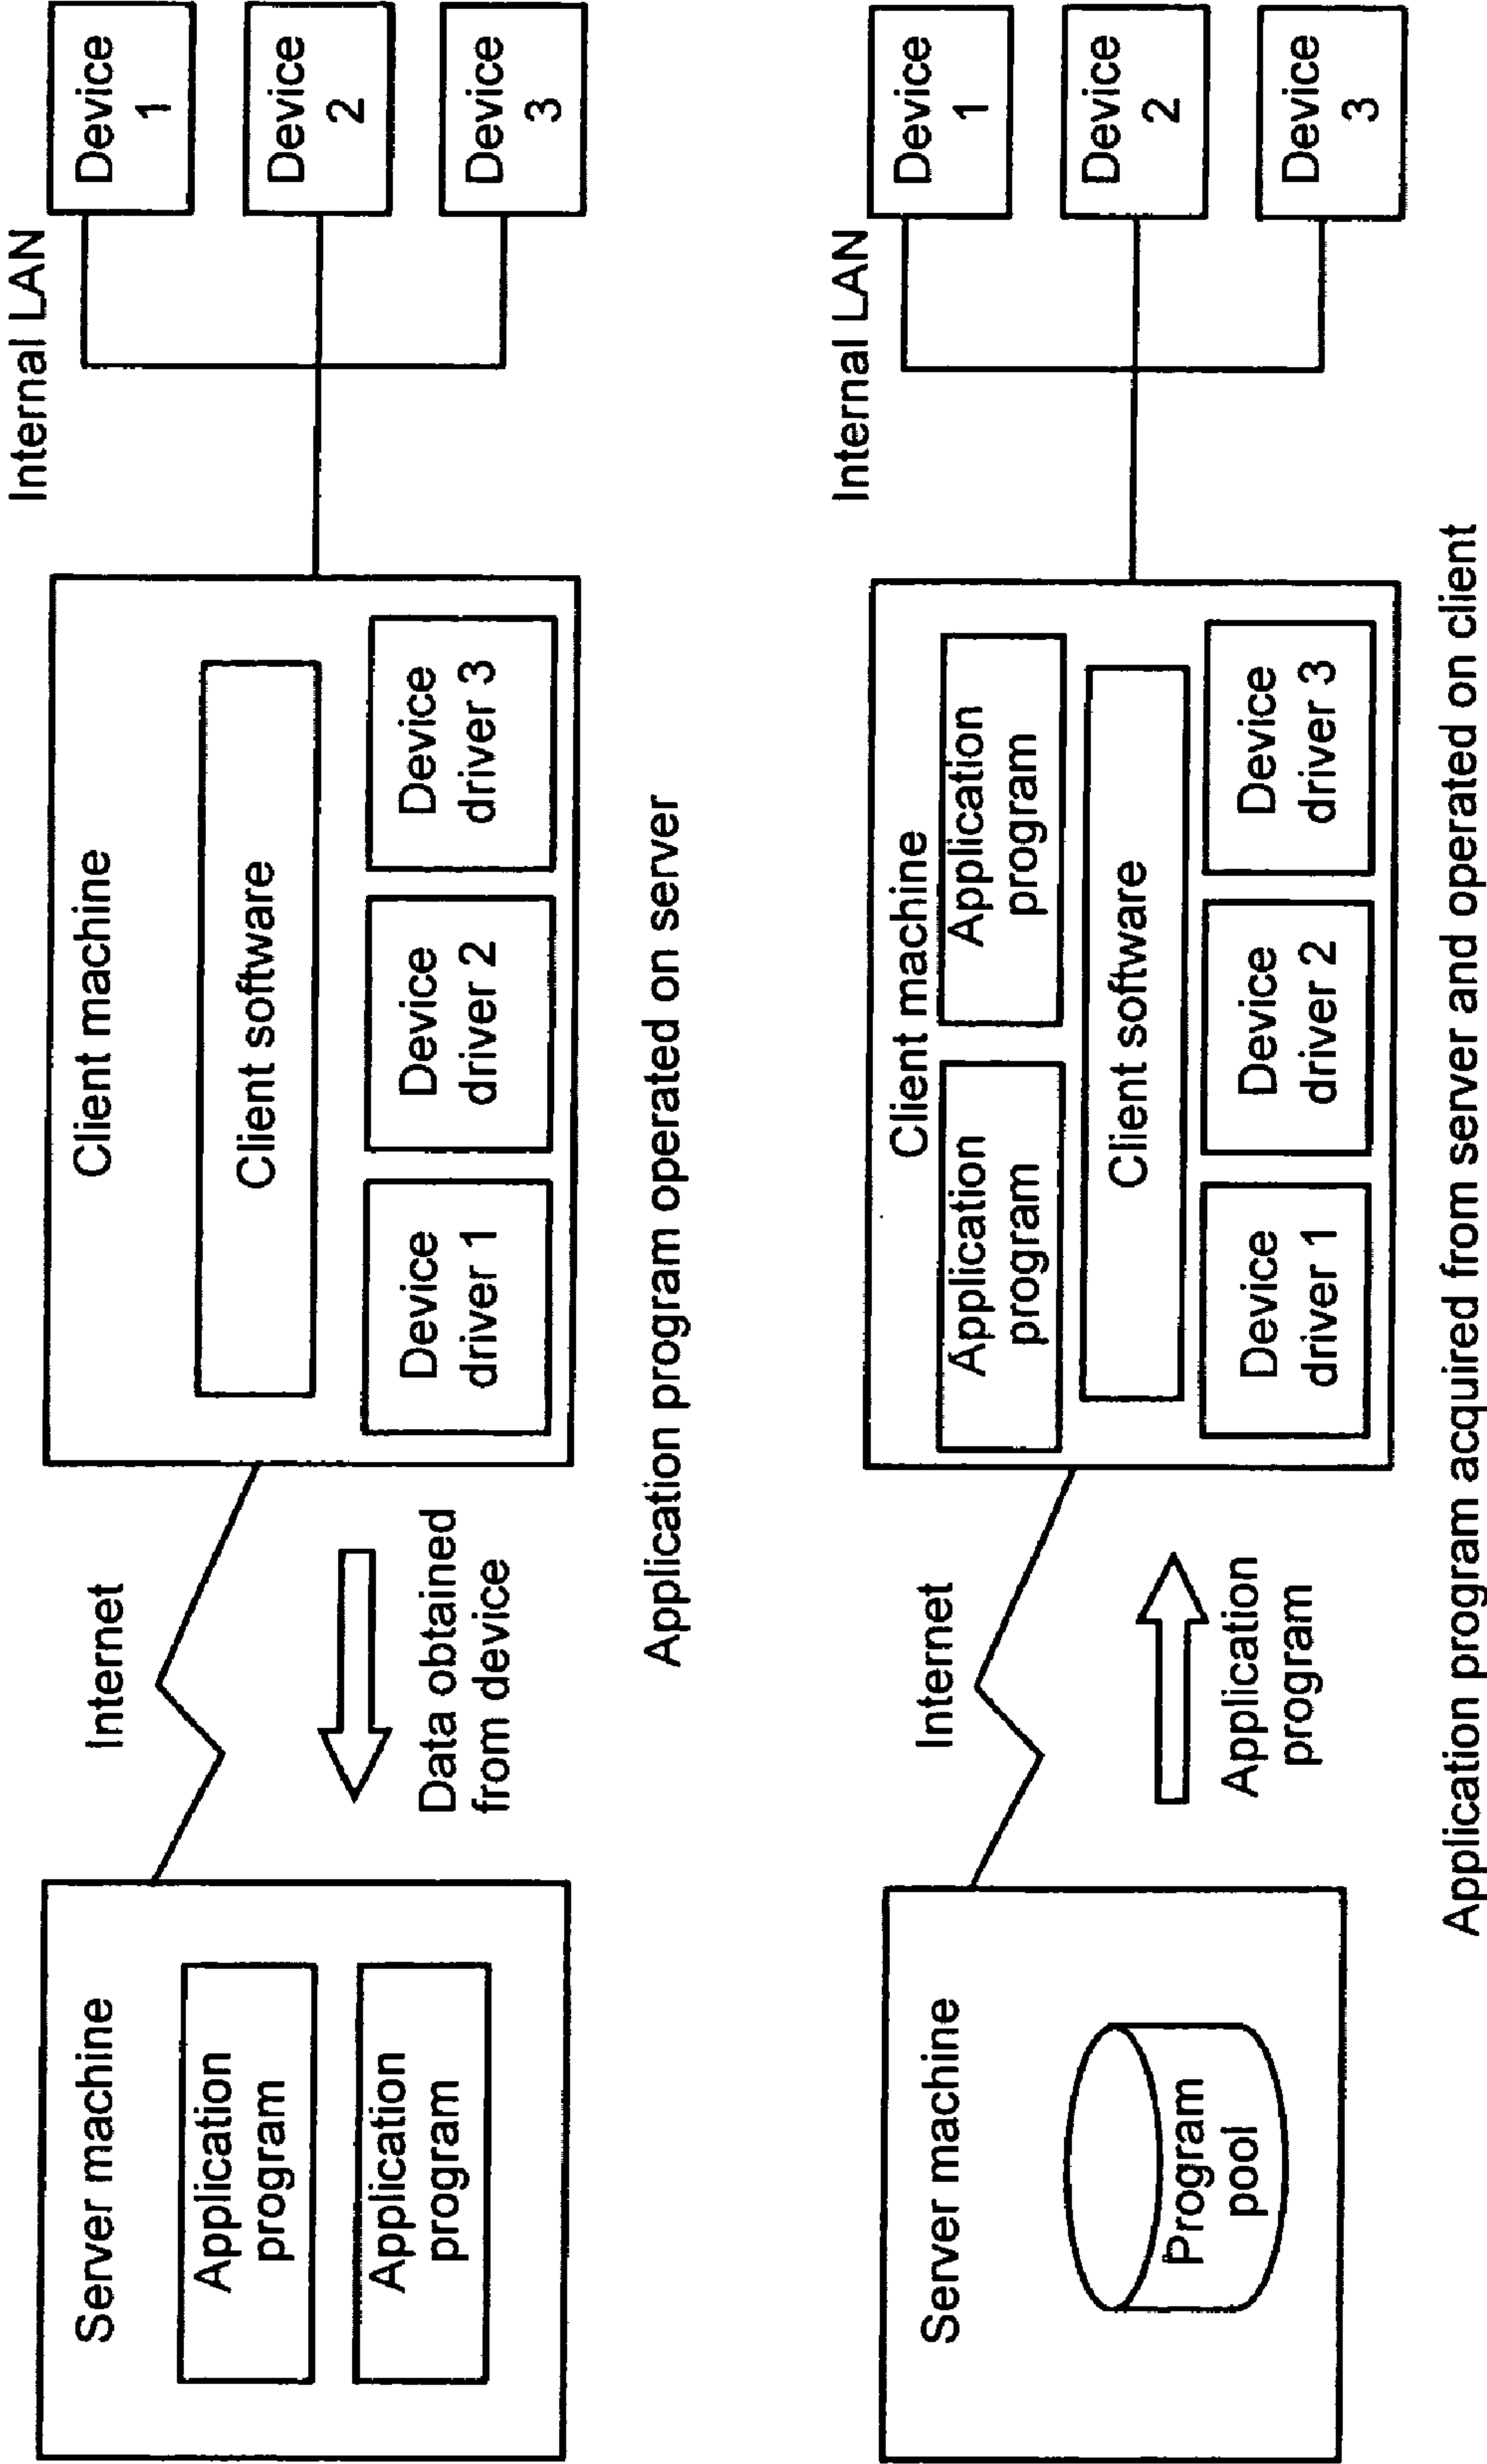 Server machine
Application
program
Application
program
Internet
Data obtained
from device
Client machine
Client software
Device
driver 1
Device
driver 2
Device
driver 3
Internal LAN
Device
1
Device
2
Device
3
Application program operated on server
Server machine
Program
pool
Internet
Application
program
Client machine
Application
program
Application
program
Client software
Device
driver 1
Device
driver 2
Device
driver 3
Internal LAN
Device
1
Device
2
Device
3
Application program acquired from server and operated on client